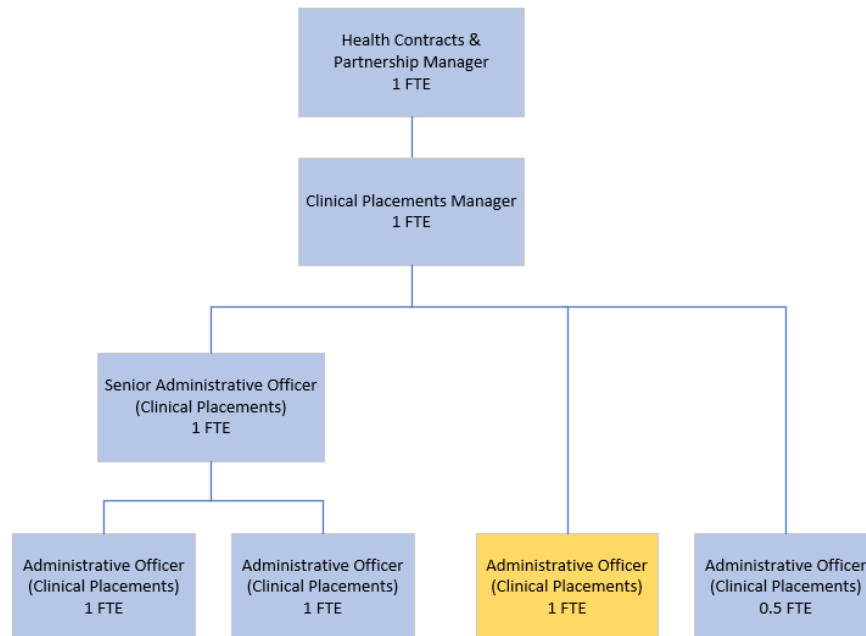 Health Contracts &
Partnership Manager
1 FTE
Clinical Placements Manager
1 FTE
Senior Administrative Officer
(Clinical Placements)
1 FTE
Administrative Officer
(Clinical Placements)
1 FTE
Administrative Officer
(Clinical Placements)
1 FTE
Administrative Officer
(Clinical Placements)
1 FTE
Administrative Officer
(Clinical Placements)
0.5 FTE